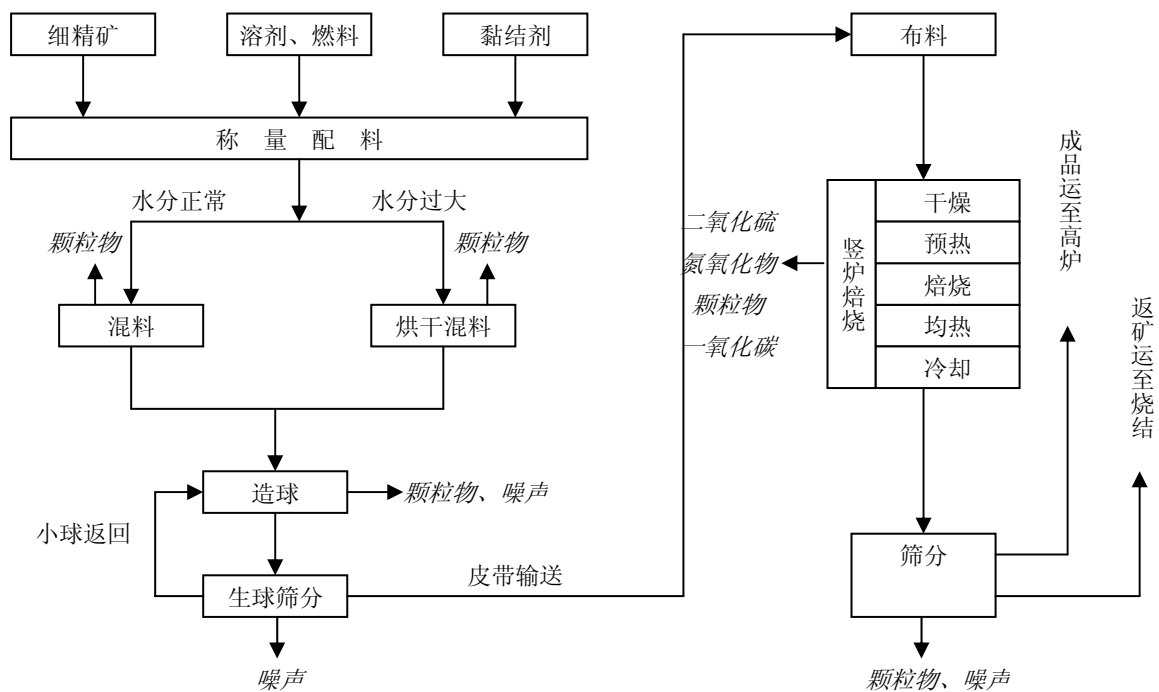 细精矿
溶剂、燃料
黏结剂
称量配料
水分正常
水分过大
颗粒物
颗粒物
混料
烘干混料
造球
颗粒物、噪声
小球返回
生球筛分
皮带输送
噪声
布料
竖炉焙烧
干燥
预热
焙烧
均热
冷却
二氧化硫
氮氧化物
颗粒物
一氧化碳
成品运至高炉
返矿运至烧结
筛分
颗粒物、噪声